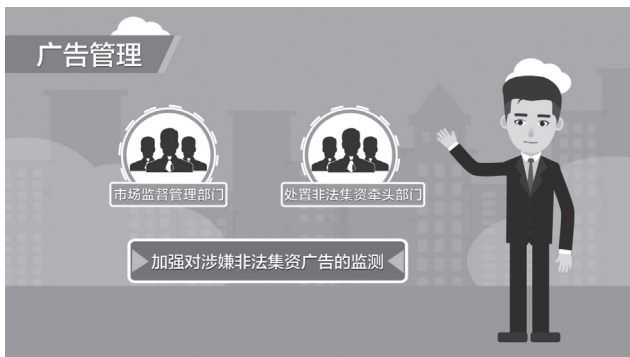 广告管理
市场监督管理部门
处置非法集资牵头部门
加强对涉嫌非法集资广告的监测